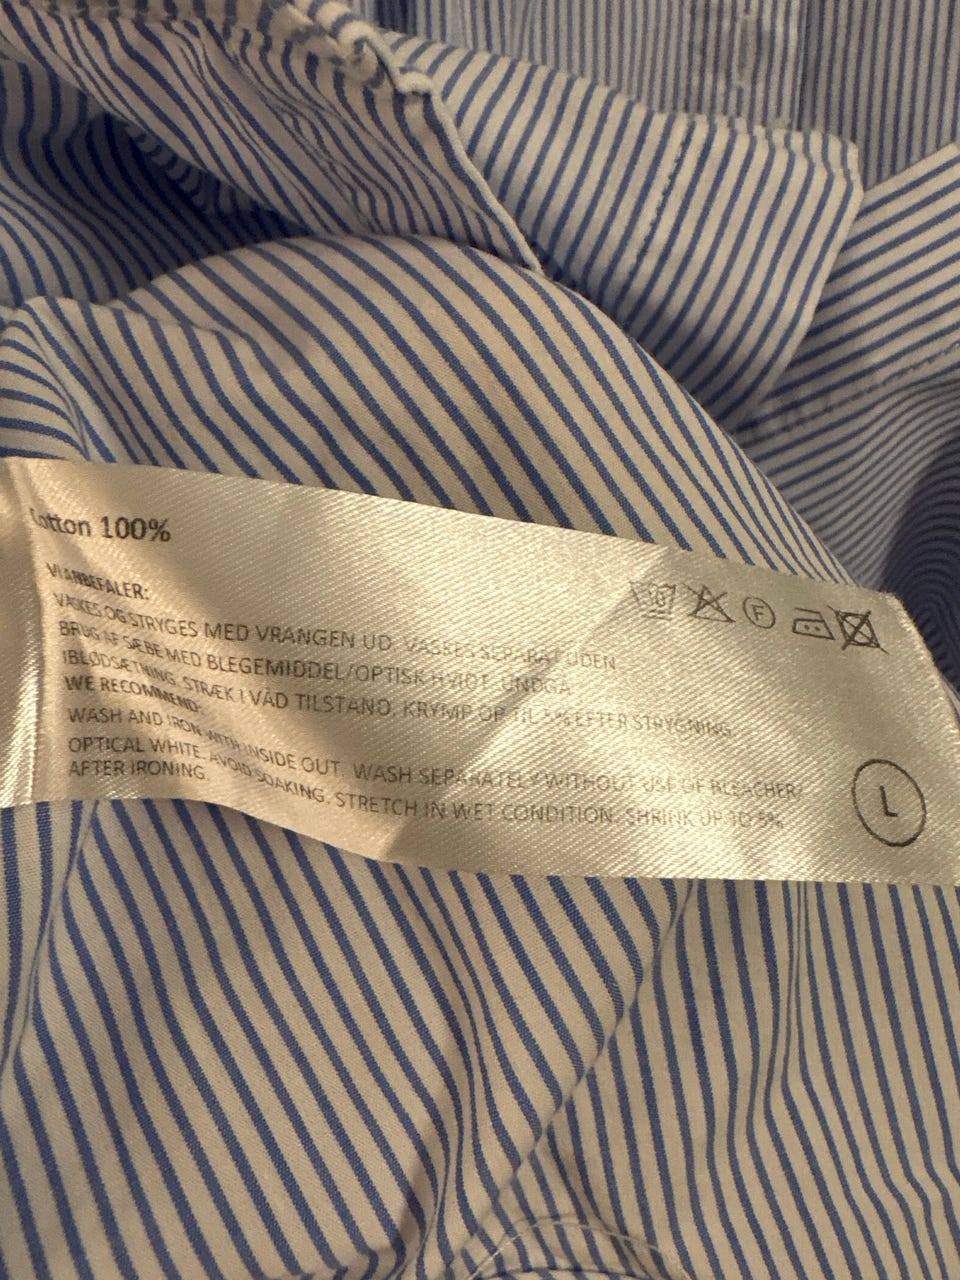 Cotton 100%
VI ANBEFALER:
VASKES OG STRYGES MED VRANGEN UD. VASKES SEPARAT UDEN
BRUG AF SÆBE MED BLEGEMIDDEL/OPTISK HVIDT. UNDGÅ
IBLØDSÆTNING. STRÆK I VÅD TILSTAND. KRYMP OP TIL 5% EFTER STRYGNING.
WE RECOMMEND:
WASH AND IRON WITH INSIDE OUT. WASH SEPARATELY WITHOUT USE OF BLEACHER/
OPTICAL WHITE. AVOID SOAKING. STRETCH IN WET CONDITION. SHRINK UP TO 5%
AFTER IRONING.
F
L